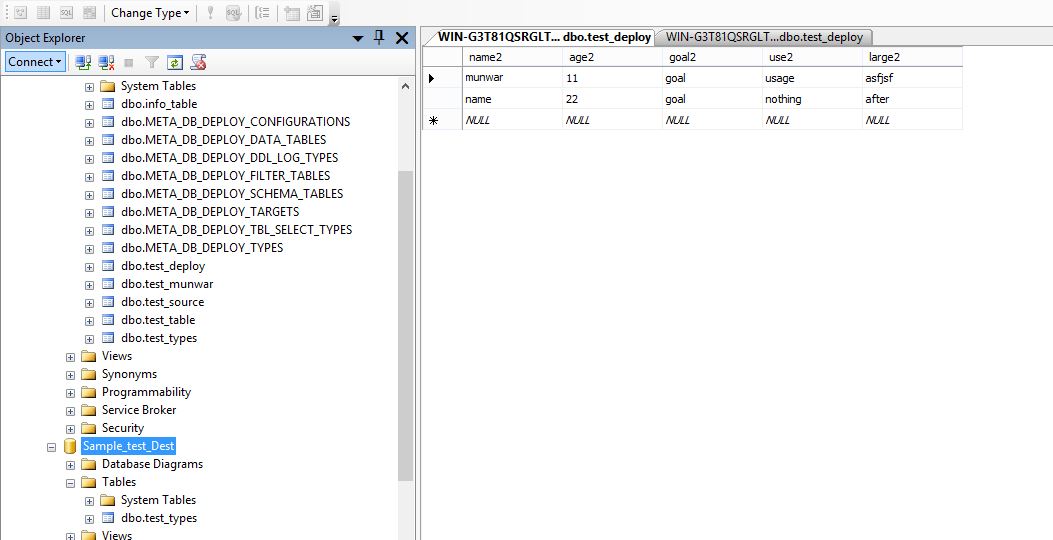 Change Type
Object Explorer
WIN-G3T81QSRGLT... dbo.test_deploy
WIN-G3T81QSRGLT...dbo.test_deploy
Connect
System Tables
dbo.info_table
dbo.META_DB_DEPLOY_CONFIGURATIONS
dbo.META_DB_DEPLOY_DATA_TABLES
dbo.META_DB_DEPLOY_DDL_LOG_TYPES
dbo.META_DB_DEPLOY_FILTER_TABLES
dbo.META_DB_DEPLOY_SCHEMA_TABLES
dbo.META_DB_DEPLOY_TARGETS
dbo.META_DB_DEPLOY_TBL_SELECT_TYPES
dbo.META_DB_DEPLOY_TYPES
dbo.test_deploy
dbo.test_munwar
dbo.test_source
dbo.test_table
dbo.test_types
Views
Synonyms
Programmability
Service Broker
Security
Sample_test_Dest
Database Diagrams
Tables
System Tables
dbo.test_types
Views
name2 age2 goal2 use2 large2
munwar 11 goal usage asfjsf
name 22 goal nothing after
NULL NULL NULL NULL NULL